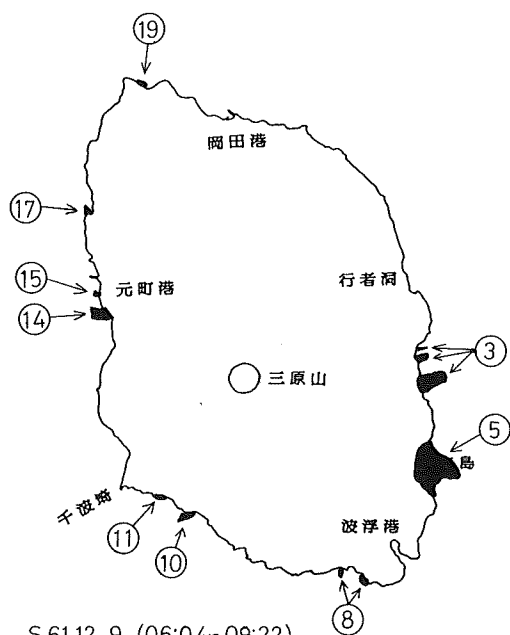 ⑲
岡田港
⑰
行者洞
⑮
元町港
⑭
③
三原山
⑤
島
千波崎
波浮港
⑪
⑩
⑧
S.61.12.9 (06:04-09:22)